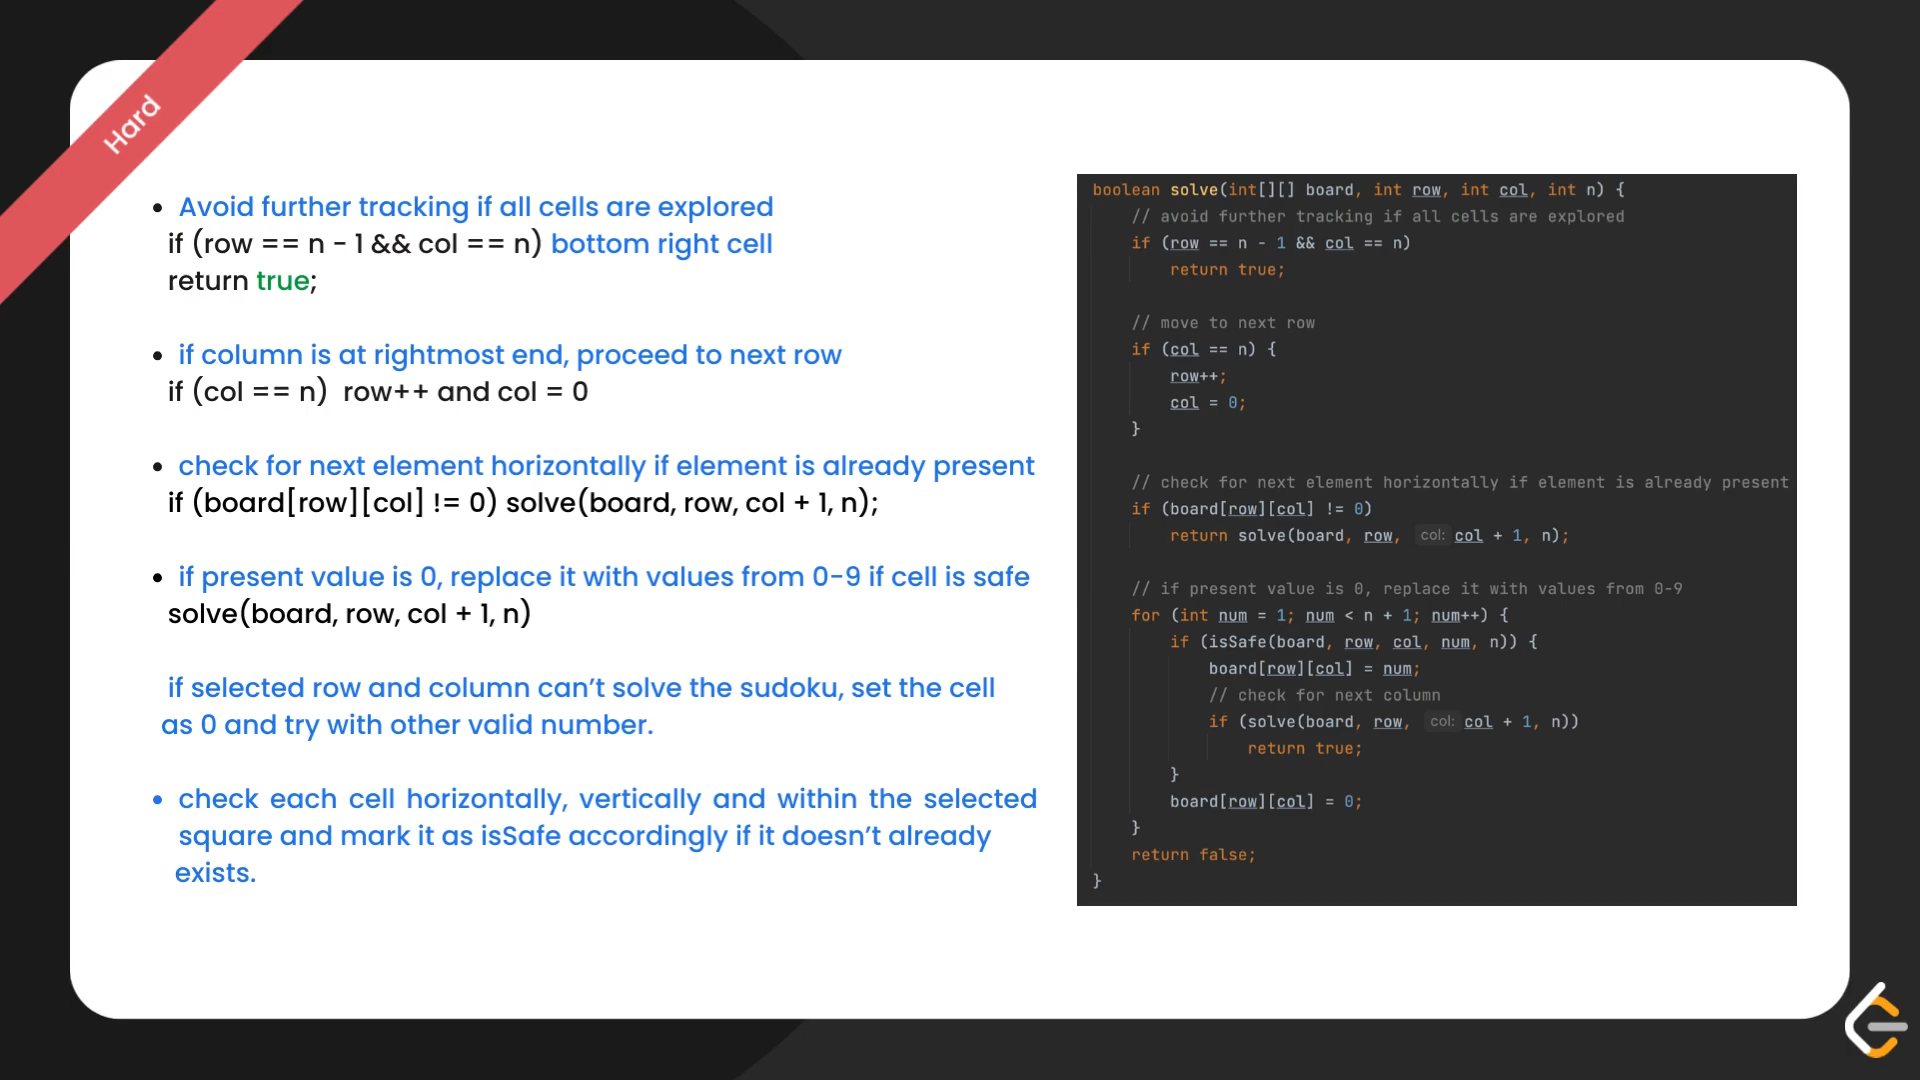 Hard
• Avoid further tracking if all cells are explored
if (row == n - 1 && col == n) bottom right cell
return true;
• if column is at rightmost end, proceed to next row
if (col == n)  row++ and col = 0
• check for next element horizontally if element is already present
if (board[row][col] != 0) solve(board, row, col + 1, n);
• if present value is 0, replace it with values from 0-9 if cell is safe
solve(board, row, col + 1, n)
if selected row and column can’t solve the sudoku, set the cell
as 0 and try with other valid number.
• check each cell horizontally, vertically and within the selected
square and mark it as isSafe accordingly if it doesn’t already
exists.
boolean solve(int[][] board, int row, int col, int n) {
// avoid further tracking if all cells are explored
if (row == n - 1 && col == n)
return true;
// move to next row
if (col == n) {
row++;
col = 0;
}
// check for next element horizontally if element is already present
if (board[row][col] != 0)
return solve(board, row, col: col + 1, n);
// if present value is 0, replace it with values from 0-9
for (int num = 1; num < n + 1; num++) {
if (isSafe(board, row, col, num, n)) {
board[row][col] = num;
// check for next column
if (solve(board, row, col: col + 1, n))
return true;
}
board[row][col] = 0;
}
return false;
}